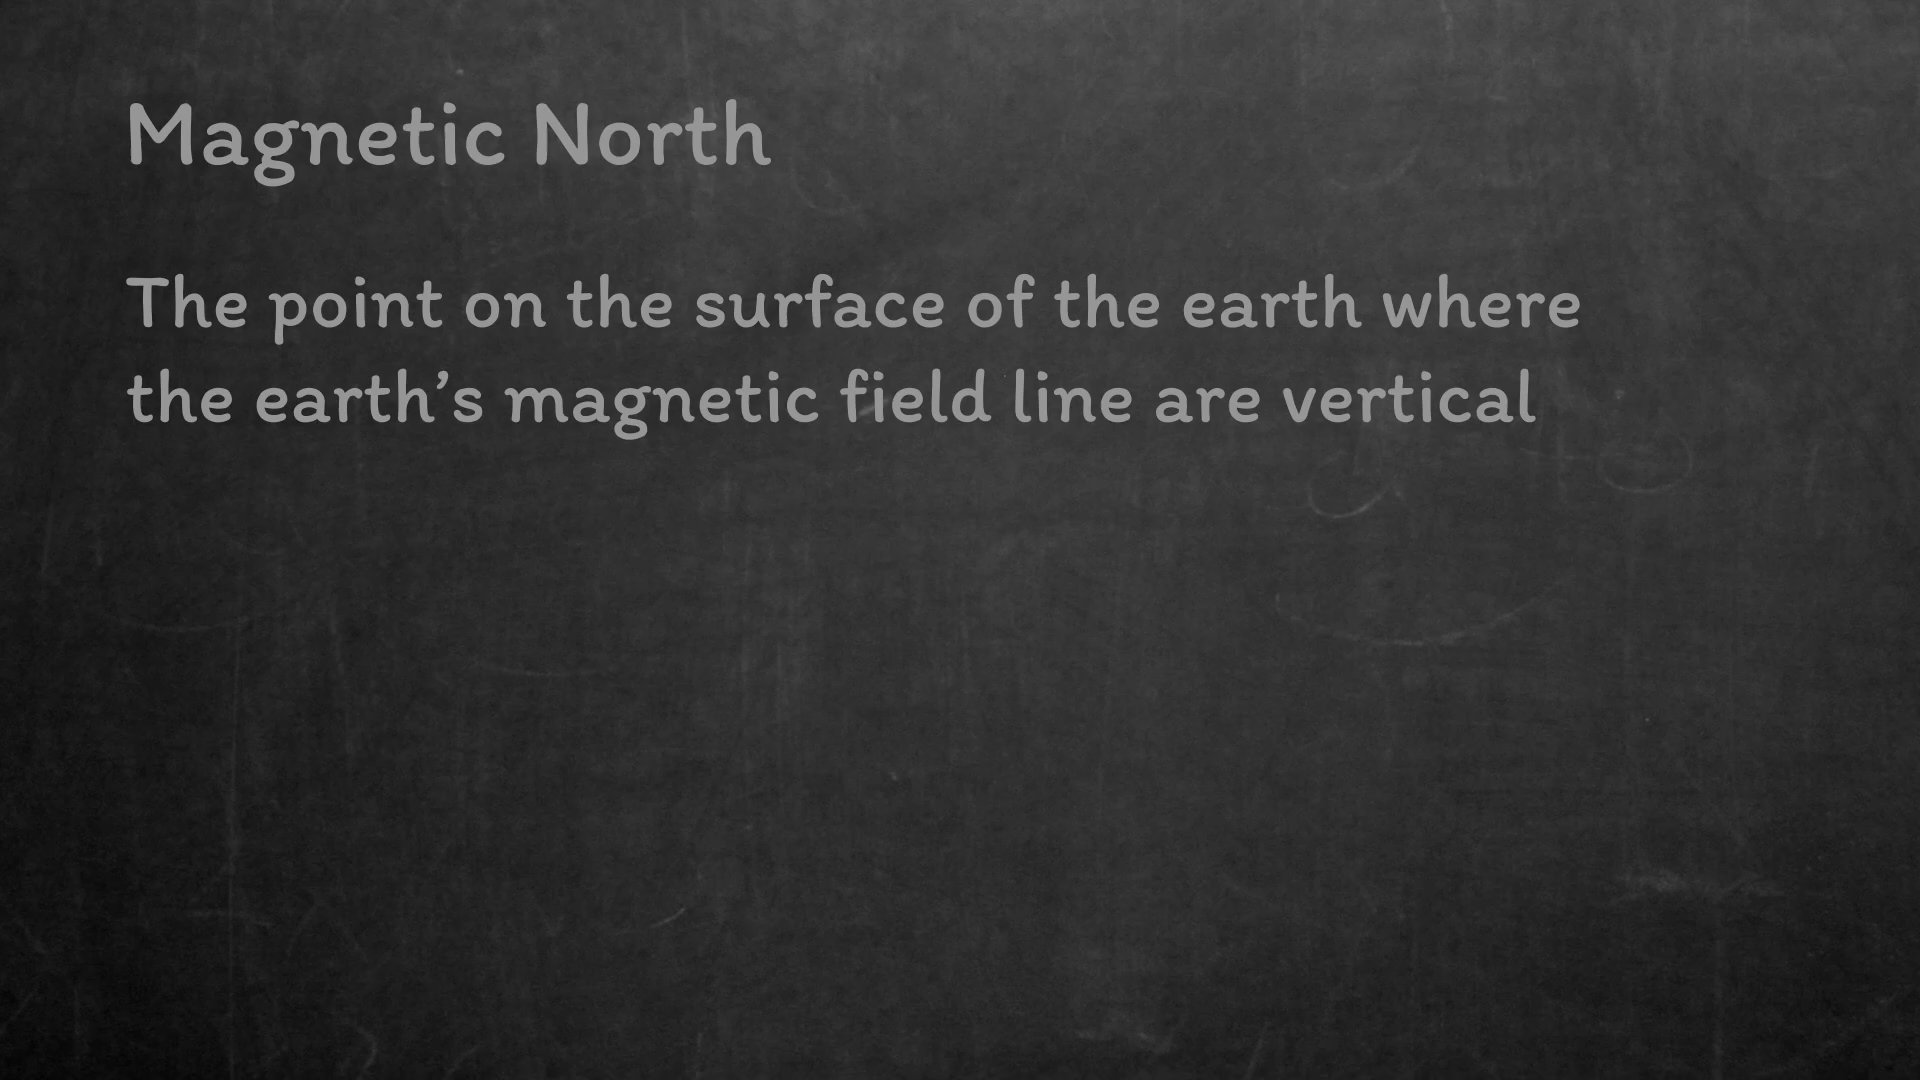 Magnetic North
The point on the surface of the earth where
the earth’s magnetic field line are vertical